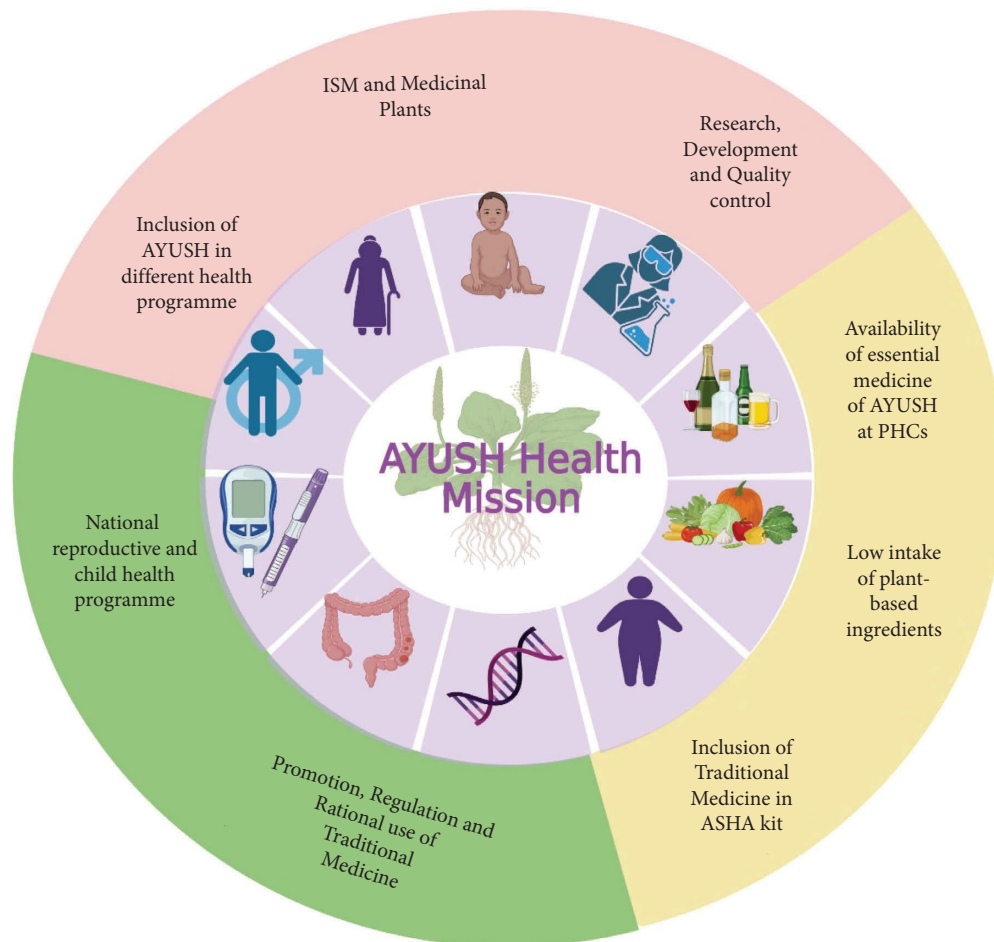 ISM and Medicinal
Plants
Research,
Development
and Quality
control
Inclusion of
AYUSH in
different health
programme
Availability
of essential
medicine
of AYUSH
at PHCs
AYUSH Health
Mission
National
reproductive and
child health
programme
Low intake
of plant-
based
ingredients
Inclusion of
Traditional
Medicine in
ASHA kit
Promotion, Regulation and
Rational use of
Traditional
Medicine